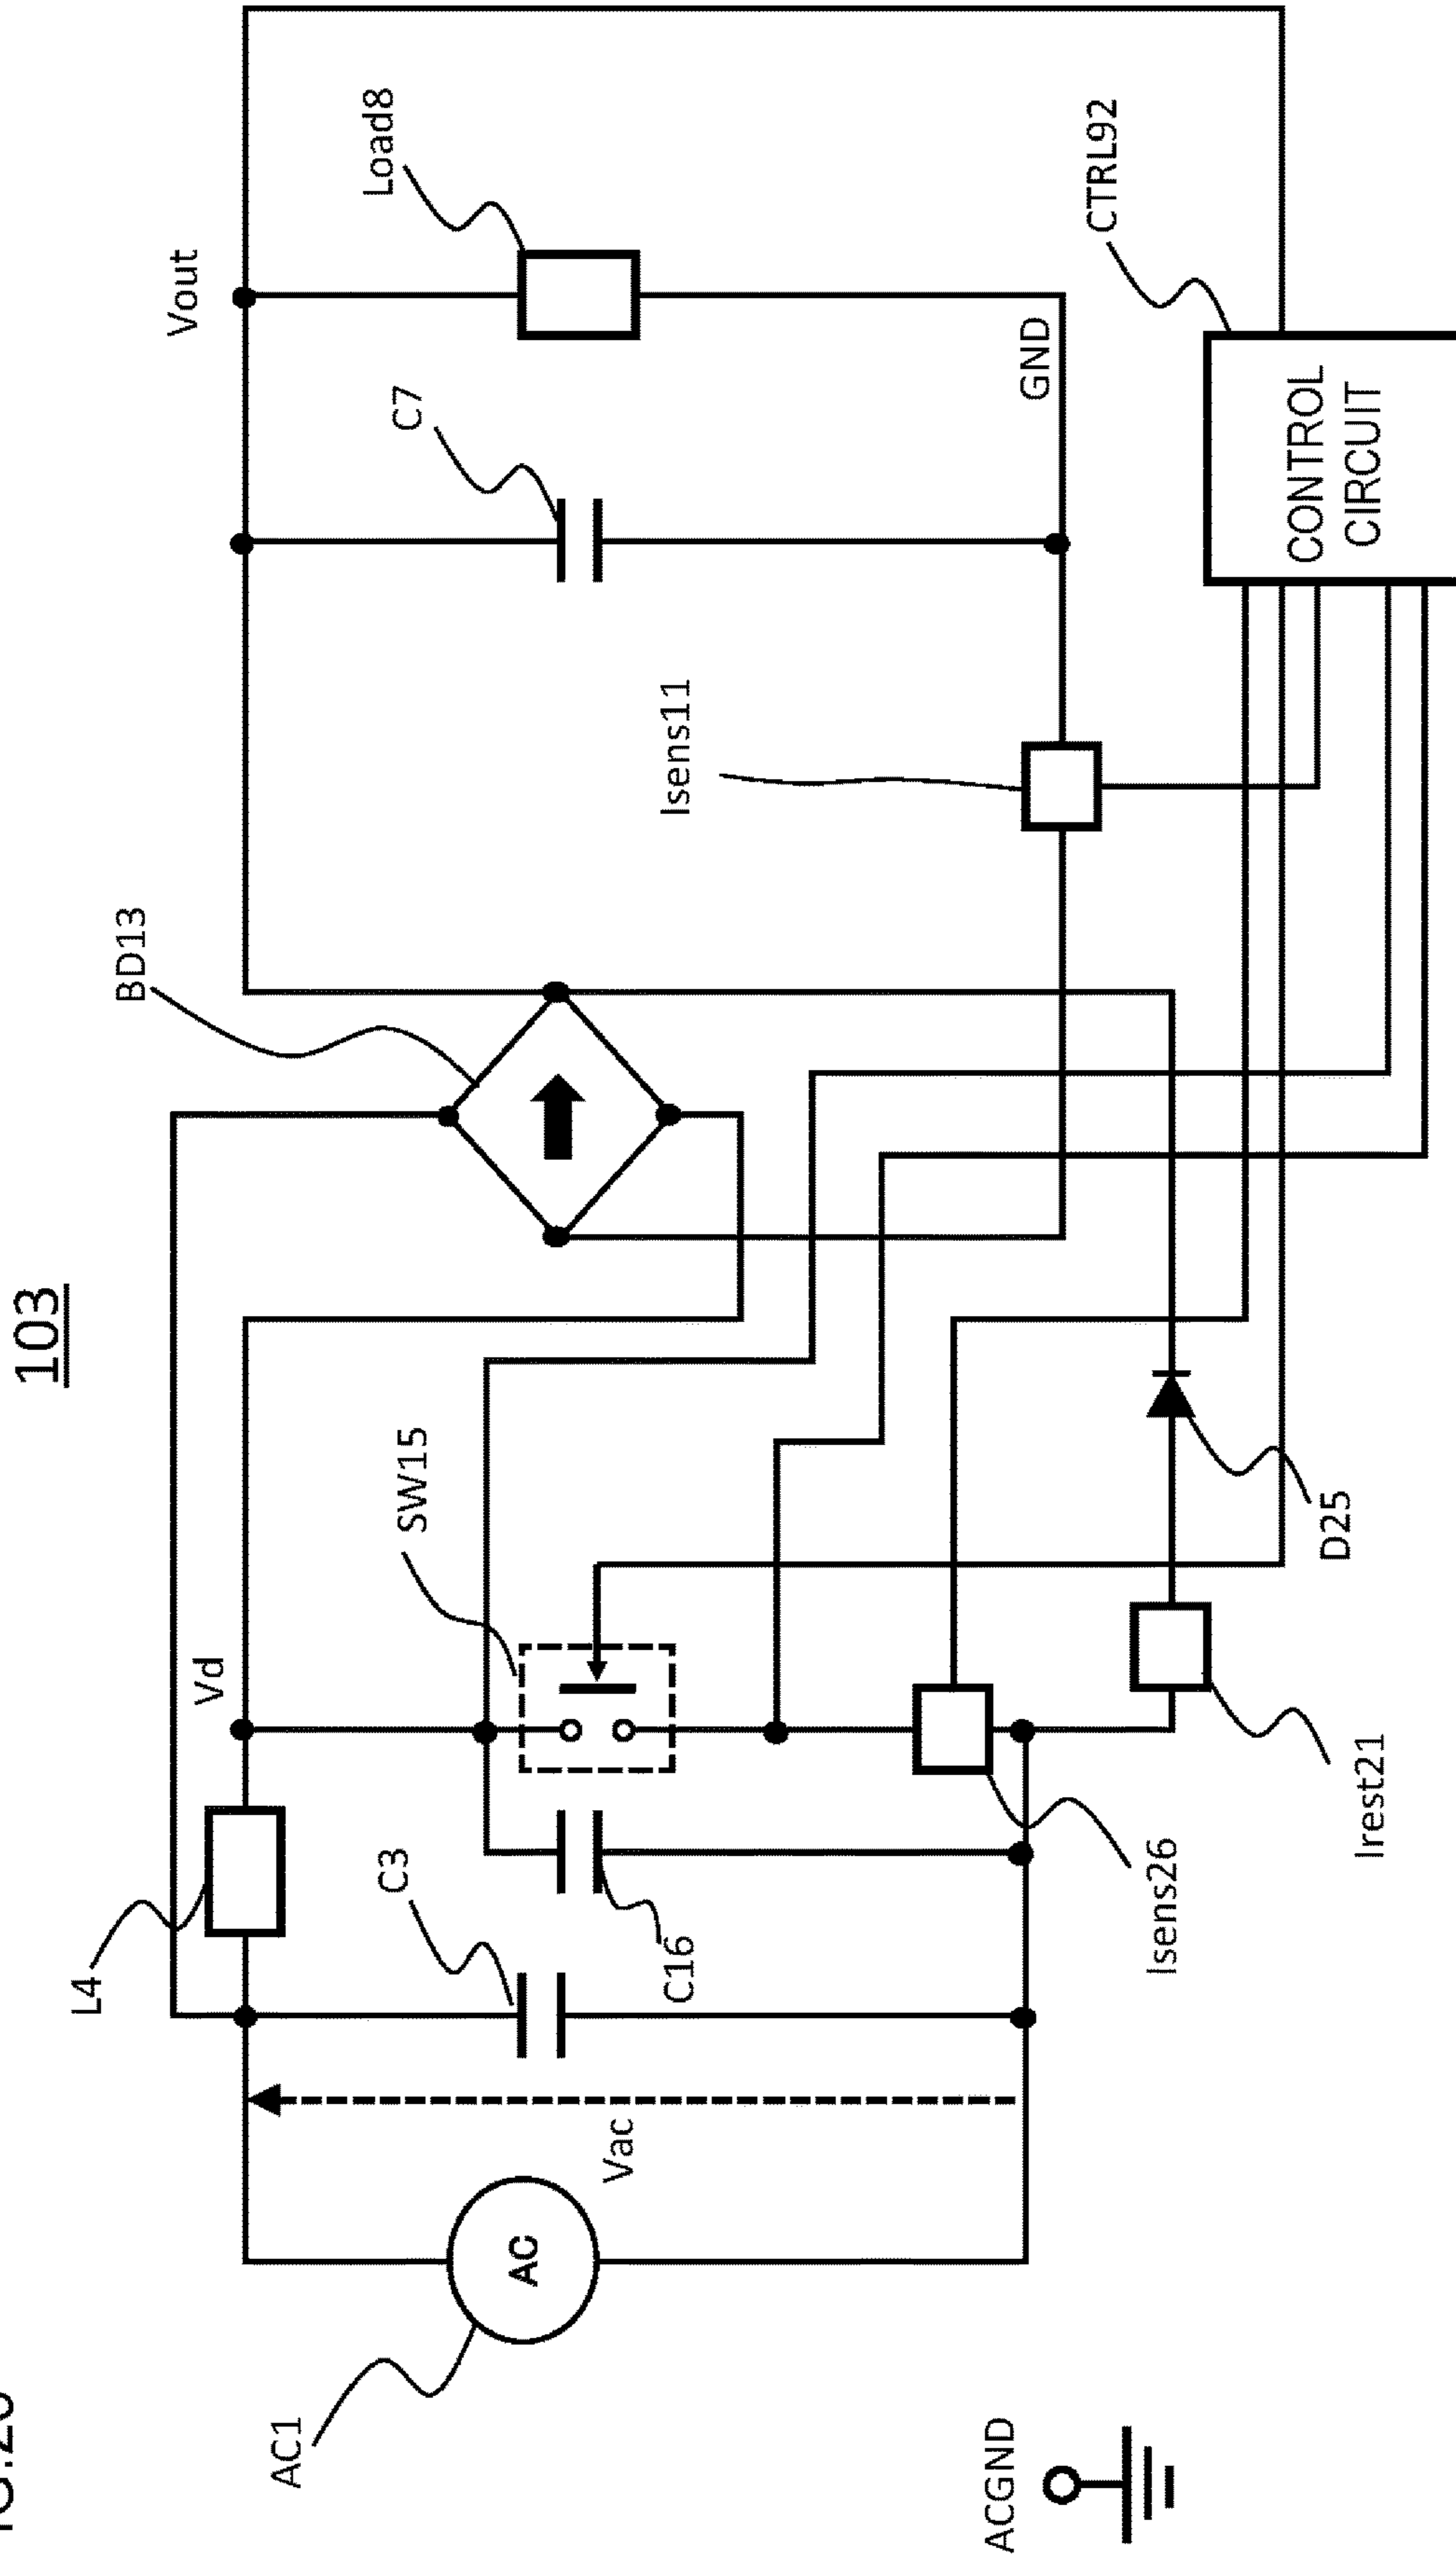 103
L4
Vd
BD13
Vout
Load8
C7
SW15
C3
C16
AC1
AC
Vac
Isens11
GND
CTRL92
CONTROL
CIRCUIT
Isens26
Irest21
D25
ACGND